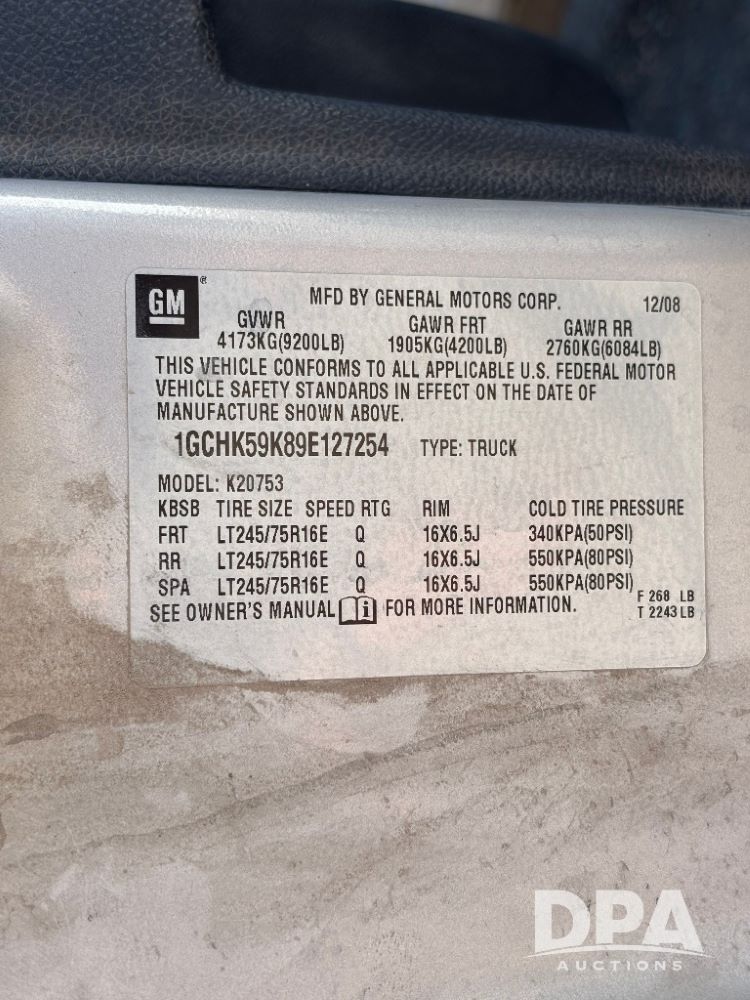 GM ®
MFD BY GENERAL MOTORS CORP. 12/08
GVWR GAWR FRT GAWR RR
4173KG(9200LB) 1905KG(4200LB) 2760KG(6084LB)
THIS VEHICLE CONFORMS TO ALL APPLICABLE U.S. FEDERAL MOTOR
VEHICLE SAFETY STANDARDS IN EFFECT ON THE DATE OF
MANUFACTURE SHOWN ABOVE.
1GCHK59K89E127254 TYPE: TRUCK
MODEL: K20753
KBSB TIRE SIZE SPEED RTG RIM COLD TIRE PRESSURE
FRT LT245/75R16E Q 16X6.5J 340KPA(50PSI)
RR LT245/75R16E Q 16X6.5J 550KPA(80PSI)
SPA LT245/75R16E Q 16X6.5J 550KPA(80PSI)
SEE OWNER'S MANUAL i FOR MORE INFORMATION.
F 268 LB
T 2243 LB
DPA
AUCTIONS